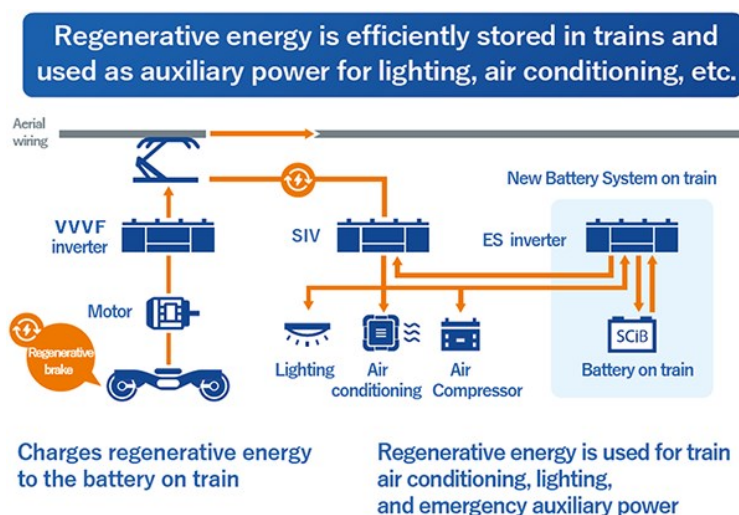 Regenerative energy is efficiently stored in trains and
used as auxiliary power for lighting, air conditioning, etc.
Aerial
wiring
New Battery System on train
VVVF
inverter
SIV
ES inverter
Motor
Regenerative
brake
SCiB
Lighting
Air
conditioning
Air
Compressor
Battery on train
Charges regenerative energy
to the battery on train
Regenerative energy is used for train
air conditioning, lighting,
and emergency auxiliary power